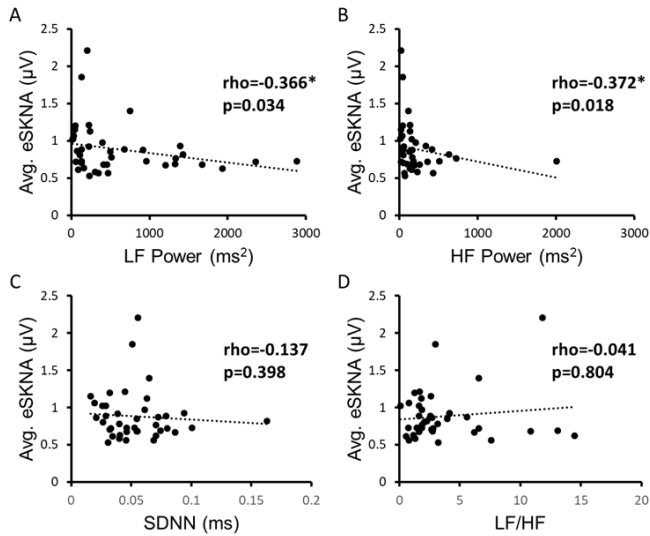 A
Avg. eSKNA (μV)
2.5
2
1.5
1
0.5
0
0
1000
2000
3000
LF Power (ms²)
rho=-0.366*
p=0.034
B
Avg. eSKNA (μV)
2.5
2
1.5
1
0.5
0
0
1000
2000
3000
HF Power (ms²)
rho=-0.372*
p=0.018
C
Avg. eSKNA (μV)
2.5
2
1.5
1
0.5
0
0
0.05
0.1
0.15
0.2
SDNN (ms)
rho=-0.137
p=0.398
D
Avg. eSKNA (μV)
2.5
2
1.5
1
0.5
0
0
5
10
15
20
LF/HF
rho=-0.041
p=0.804